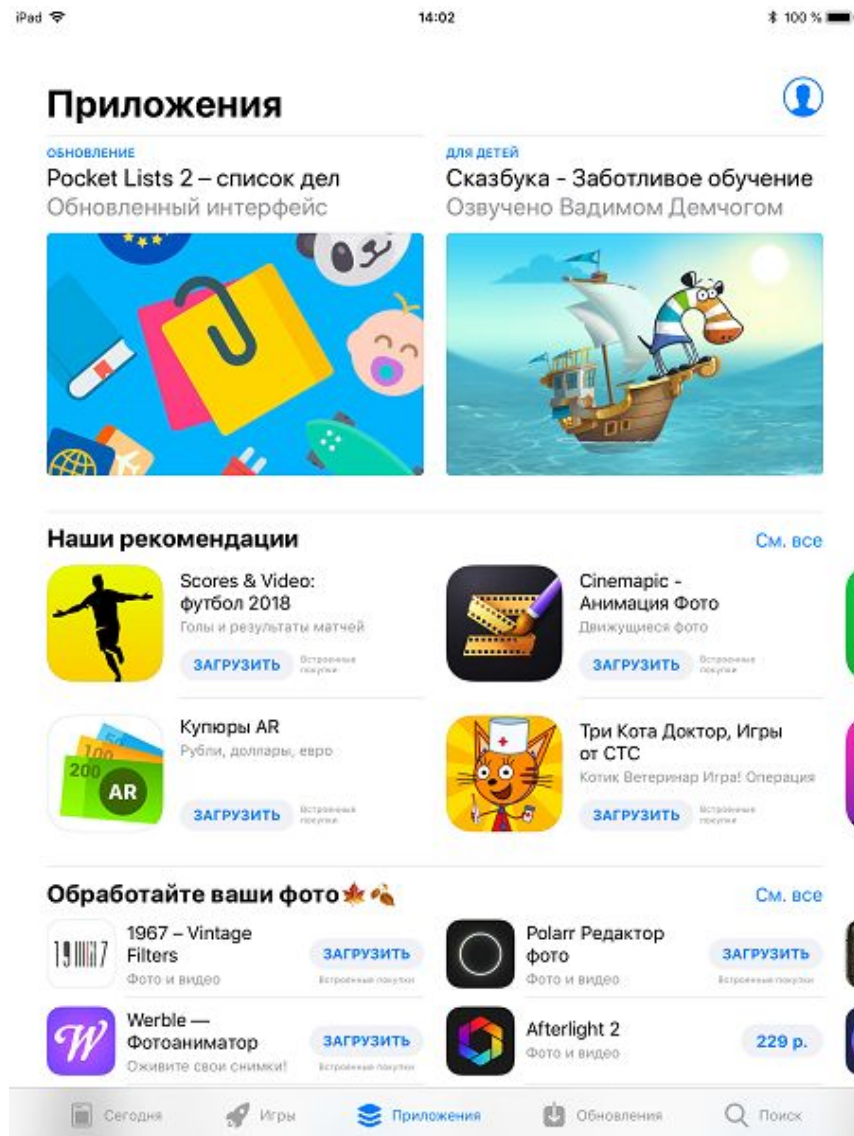 iPad
14:02
100 %
Приложения
ОБНОВЛЕНИЕ
Pocket Lists 2 – список дел
Обновленный интерфейс
ДЛЯ ДЕТЕЙ
Сказбука - Заботливое обучение
Озвучено Вадимом Демчогом
Наши рекомендации
См. все
Scores & Video:
футбол 2018
Голы и результаты матчей
ЗАГРУЗИТЬ
Встроенные
покупки
Cinemapic -
Анимация Фото
Движущиеся фото
ЗАГРУЗИТЬ
Встроенные
покупки
50
100
200
AR
Купюры AR
Рубли, доллары, евро
ЗАГРУЗИТЬ
Встроенные
покупки
Три Кота Доктор, Игры
от СТС
Котик Ветеринар Игра! Операция
ЗАГРУЗИТЬ
Встроенные
покупки
Обработайте ваши фото🍁🍂
См. все
1967
1967 – Vintage
Filters
Фото и видео
ЗАГРУЗИТЬ
Встроенные покупки
Polarr Редактор
фото
Фото и видео
ЗАГРУЗИТЬ
Встроенные покупки
W
Werble —
Фотоаниматор
Оживите свои снимки!
ЗАГРУЗИТЬ
Встроенные покупки
Afterlight 2
Фото и видео
229 р.
Сегодня
Игры
Приложения
Обновления
Поиск